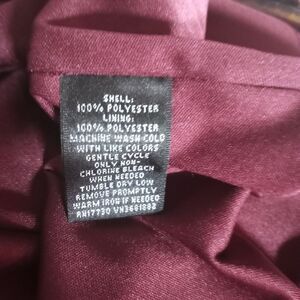 SHELL:
100% POLYESTER
LINING:
100% POLYESTER
MACHINE WASH COLD
WITH LIKE COLORS
GENTLE CYCLE
ONLY NON-
CHLORINE BLEACH
WHEN NEEDED
TUMBLE DRY LOW
REMOVE PROMPTLY
WARM IRON IF NEEDED
RN17730